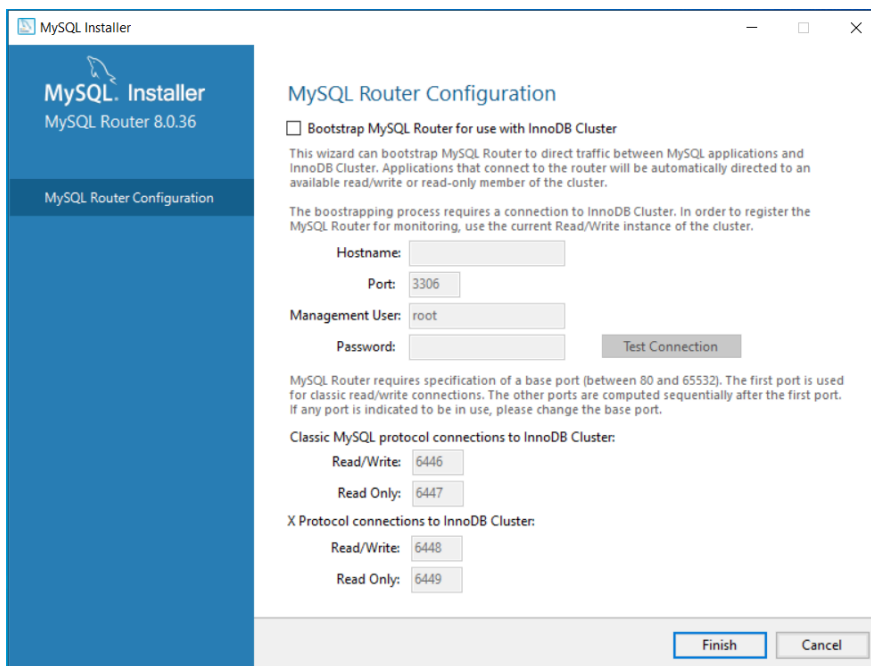 MySQL Installer
MySQL. Installer
MySQL Router 8.0.36
MySQL Router Configuration
MySQL Router Configuration
Bootstrap MySQL Router for use with InnoDB Cluster
This wizard can bootstrap MySQL Router to direct traffic between MySQL applications and
InnoDB Cluster. Applications that connect to the router will be automatically directed to an
available read/write or read-only member of the cluster.
The boostrapping process requires a connection to InnoDB Cluster. In order to register the
MySQL Router for monitoring, use the current Read/Write instance of the cluster.
Hostname:
Port: 3306
Management User: root
Password: Test Connection
MySQL Router requires specification of a base port (between 80 and 65532). The first port is used
for classic read/write connections. The other ports are computed sequentially after the first port.
If any port is indicated to be in use, please change the base port.
Classic MySQL protocol connections to InnoDB Cluster:
Read/Write: 6446
Read Only: 6447
X Protocol connections to InnoDB Cluster:
Read/Write: 6448
Read Only: 6449
Finish Cancel